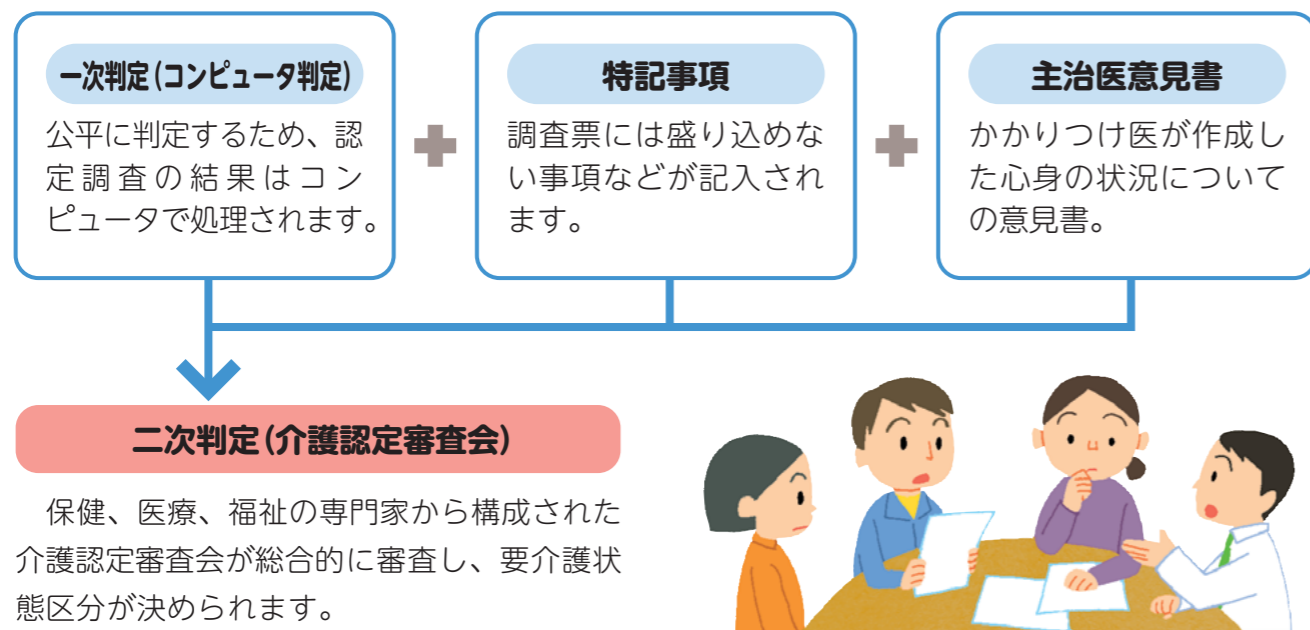 一次判定(コンピュータ判定)
公平に判定するため、認
定調査の結果はコン
ピュータで処理されます。
特記事項
調査票には盛り込めな
い事項などが記入され
ます。
主治医意見書
かかりつけ医が作成し
た心身の状況について
の意見書。
二次判定(介護認定審査会)
保健、医療、福祉の専門家から構成された
介護認定審査会が総合的に審査し、要介護状
態区分が決められます。